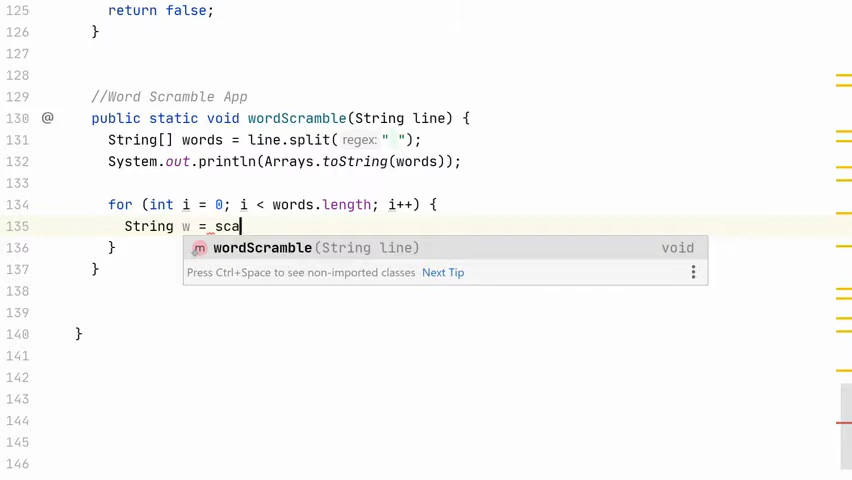 125 return false;
126 }
127
128
129 //Word Scramble App
130 @ public static void wordScramble(String line) {
131 String[] words = line.split( regex: " ");
132 System.out.println(Arrays.toString(words));
133
134 for (int i = 0; i < words.length; i++) {
135 String w = sca
136 }
m wordScramble(String line) void
137 }
Press Ctrl+Space to see non-imported classes Next Tip
138
139
140 }
141
142
143
144
145
146